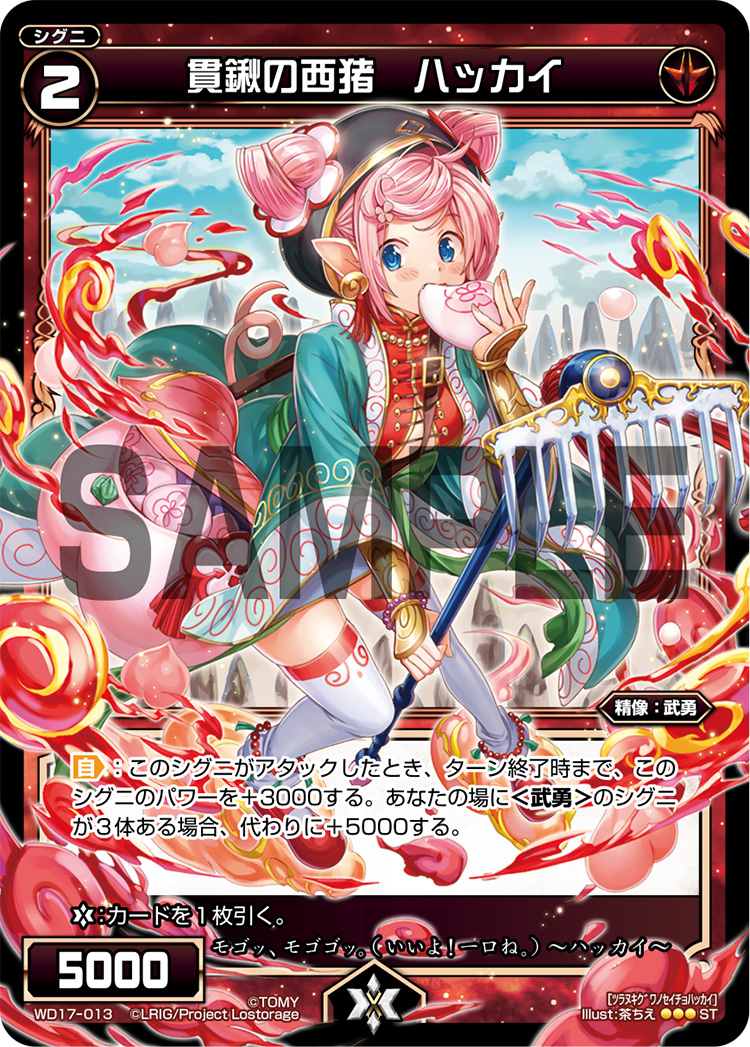 シグニ
2
貫鍬の西猪　ハッカイ
SAMPLE
精像：武勇
自：このシグニがアタックしたとき、ターン終了時まで、この
シグニのパワーを＋3000する。あなたの場に＜武勇＞のシグニ
が３体ある場合、代わりに＋5000する。
:カードを１枚引く。
モゴッ、モゴゴッ。（いいよ！一口ね。）～ハッカイ～
5000
©TOMY
WD17-013 ©LRIG/Project Lostorage
[ツラヌキグワノセイチョハッカイ]
Illust:茶ちえ ST